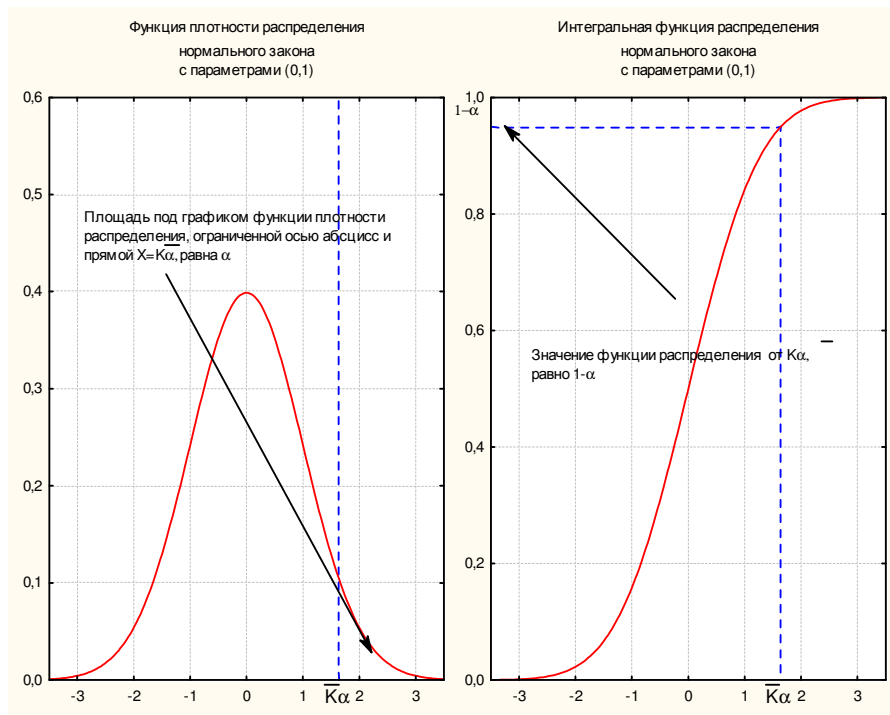 Функция плотности распределения
нормального закона
с параметрами (0,1)
0,6
0,5
0,4
0,3
0,2
0,1
0,0
Площадь под графиком функции плотности
распределения, ограниченной осью абсцисс и
прямой X=K̅α̅, равна α
-3 -2 -1 0 1 K̅α 2 3
Интегральная функция распределения
нормального закона
с параметрами (0,1)
1,0
1−α
0,8
0,6
0,4
0,2
0,0
Значение функции распределения от Kα,
равно 1-α
-3 -2 -1 0 1 K̅α 2 3